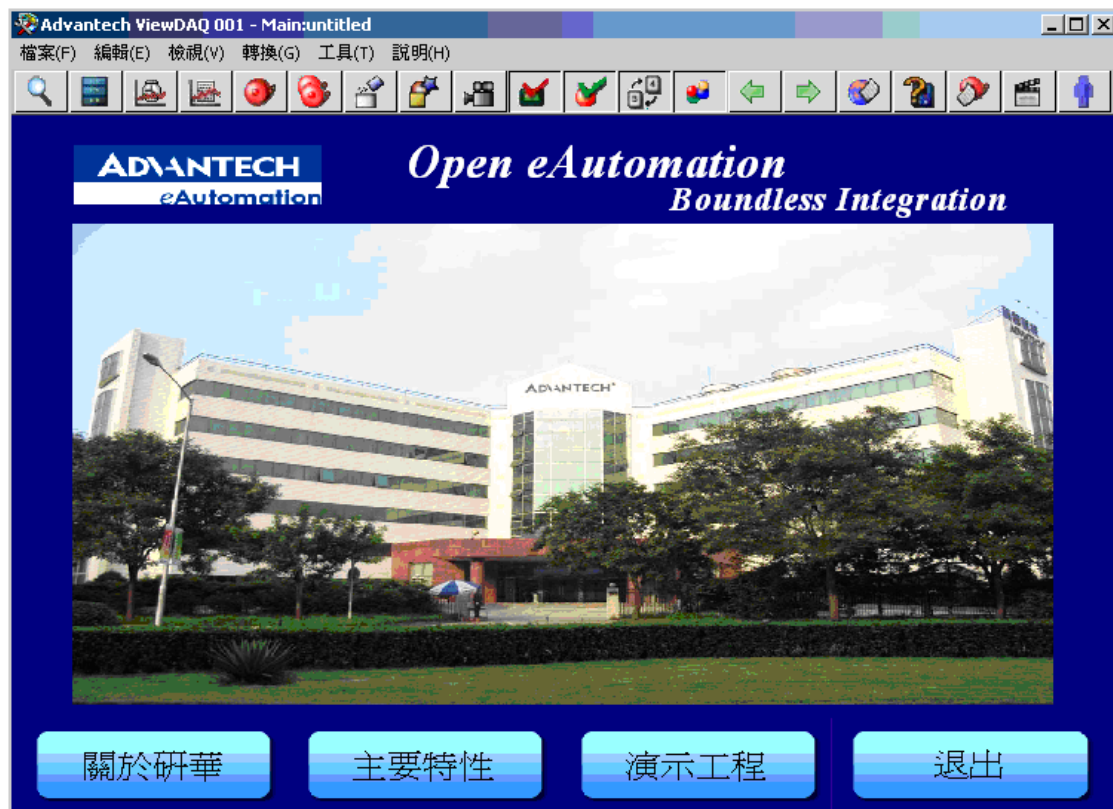 Advantech ViewDAQ 001 - Main:untitled
檔案(F) 編輯(E) 檢視(V) 轉換(G) 工具(T) 說明(H)
ADVANTECH
eAutomation
Open eAutomation
Boundless Integration
ADVANTECH
ADVANTECH
關於研華 主要特性 演示工程 退出